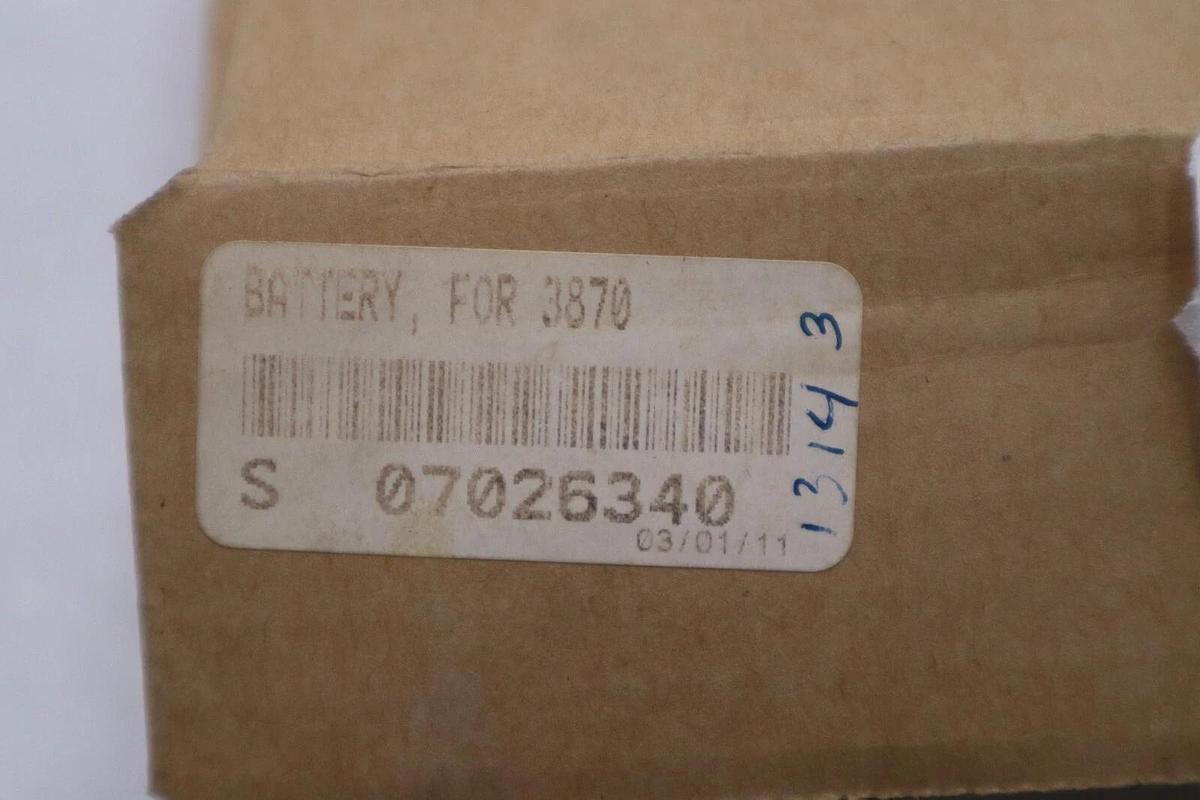 BATTERY, FOR 3870
S 07026340
03/01/11
13143